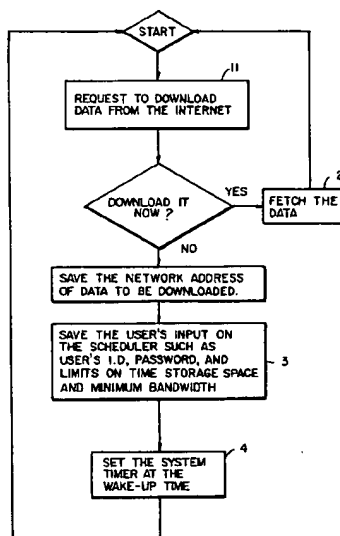 START
11
REQUEST TO DOWNLOAD
DATA FROM THE INTERNET
DOWNLOAD IT
NOW ?
YES
2
FETCH THE
DATA
NO
SAVE THE NETWORK ADDRESS
OF DATA TO BE DOWNLOADED.
SAVE THE USER'S INPUT ON
THE SCHEDULER SUCH AS
USER'S I.D, PASSWORD, AND
LIMITS ON TIME STORAGE SPACE
AND MINIMUM BANDWIDTH
3
4
SET THE SYSTEM
TIMER AT THE
WAKE-UP TIME